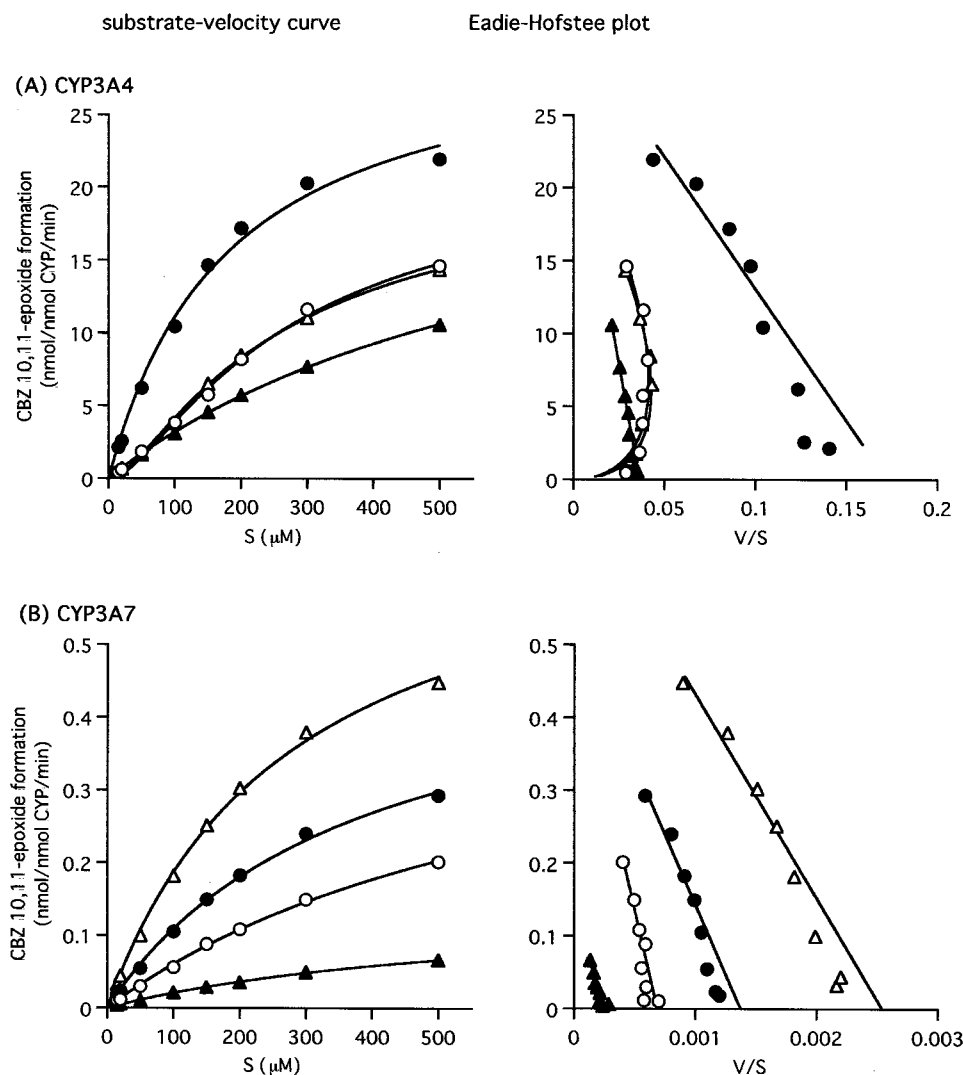 substrate-velocity curve
Eadie-Hofstee plot
(A) CYP3A4
CBZ 10,11-epoxide formation
(nmol/nmol CYP/min)
25
20
15
10
5
0
0 100 200 300 400 500
S (μM)
25
20
15
10
5
0
0 0.05 0.1 0.15 0.2
V/S
(B) CYP3A7
CBZ 10,11-epoxide formation
(nmol/nmol CYP/min)
0.5
0.4
0.3
0.2
0.1
0
0 100 200 300 400 500
S (μM)
0.5
0.4
0.3
0.2
0.1
0
0 0.001 0.002 0.003
V/S